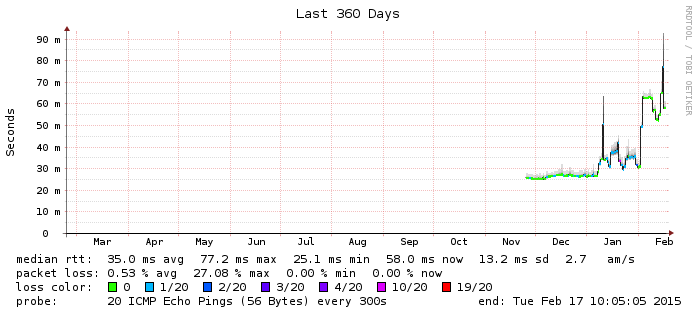 Last 360 Days
RRDTOOL / TOBI OETIKER
Seconds
90 m
80 m
70 m
60 m
50 m
40 m
30 m
20 m
10 m
0
Mar Apr May Jun Jul Aug Sep Oct Nov Dec Jan Feb
median rtt: 35.0 ms avg 77.2 ms max 25.1 ms min 58.0 ms now 13.2 ms sd 2.7 am/s
packet loss: 0.53 % avg 27.08 % max 0.00 % min 0.00 % now
loss color: 0 1/20 2/20 3/20 4/20 10/20 19/20
probe: 20 ICMP Echo Pings (56 Bytes) every 300s end: Tue Feb 17 10:05:05 2015